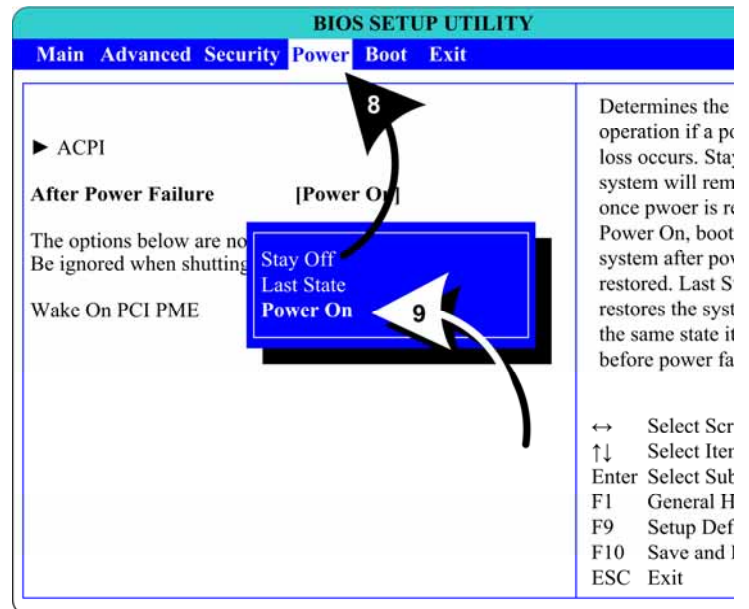 BIOS SETUP UTILITY
Main Advanced Security Power Boot Exit
8
► ACPI
After Power Failure [Power On]
The options below are no
Be ignored when shutting
Wake On PCI PME
Stay Off
Last State
Power On
9
Determines the
operation if a po
loss occurs. Stay
system will rem
once pwoer is re
Power On, boot
system after pow
restored. Last S
restores the syst
the same state it
before power fa
↔ Select Scr
↑↓ Select Iter
Enter Select Sub
F1 General H
F9 Setup Def
F10 Save and
ESC Exit